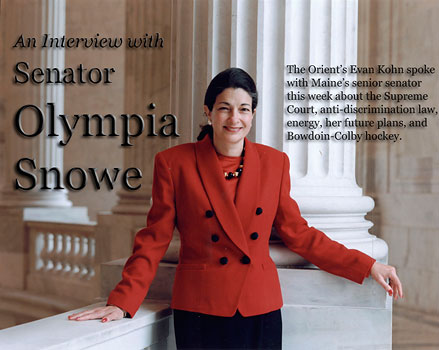 An Interview with
Senator
Olympia
Snowe
The Orient's Evan Kohn spoke
with Maine's senior senator
this week about the Supreme
Court, anti-discrimination law,
energy, her future plans, and
Bowdoin-Colby hockey.